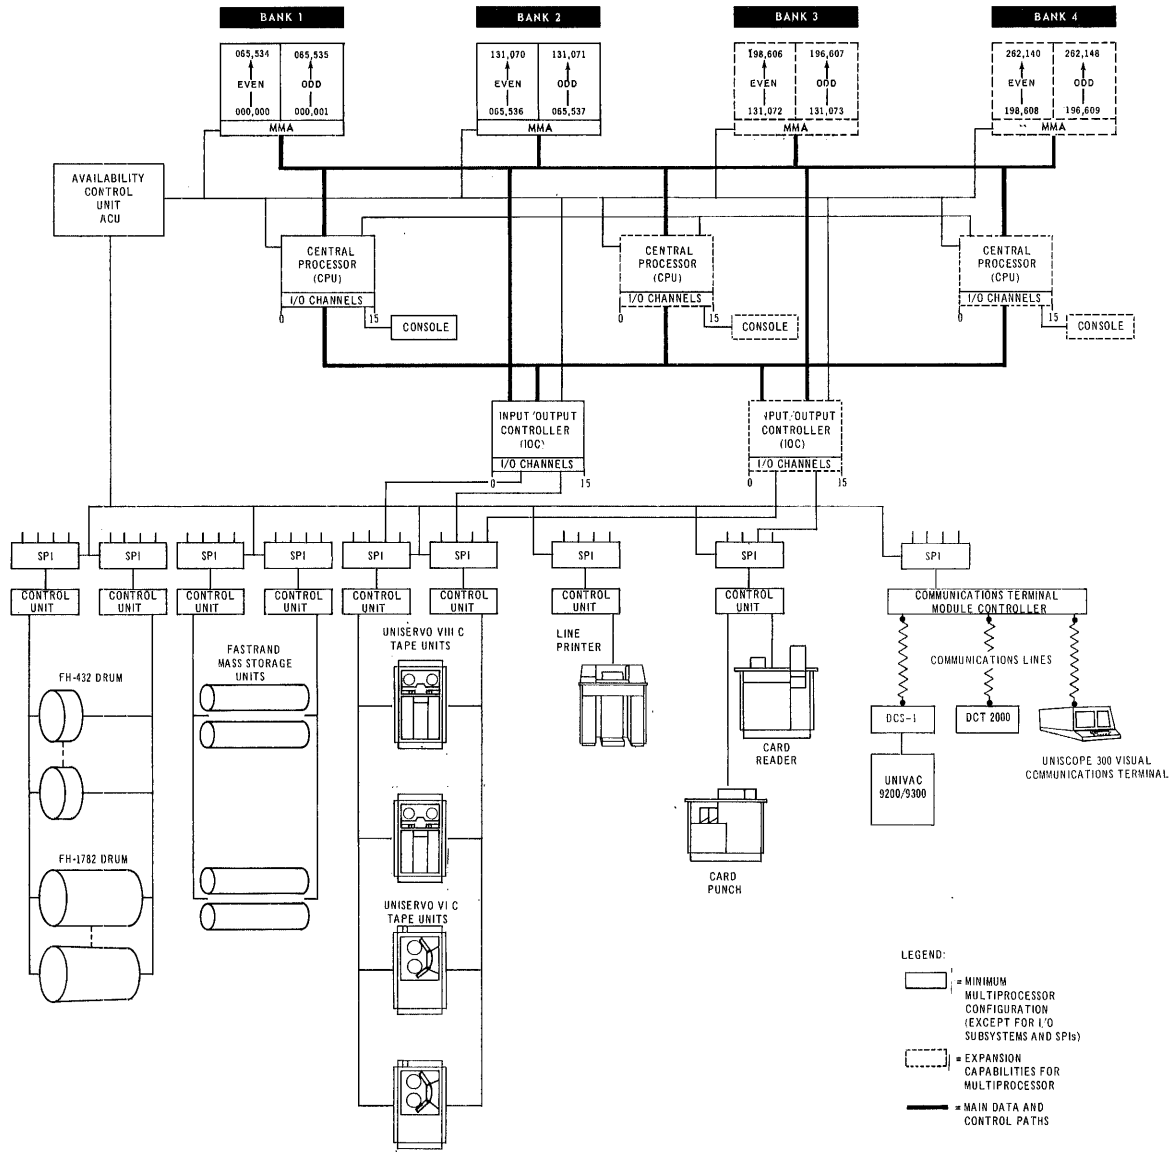 BANK 1
BANK 2
BANK 3
BANK 4
065,534 065,535
EVEN ODD
000,000 000,001
MMA
131,070 131,071
EVEN ODD
065,536 065,537
MMA
198,606 196,607
EVEN ODD
131,072 131,073
MMA
262,140 262,148
EVEN ODD
198,608 196,609
MMA
AVAILABILITY
CONTROL
UNIT
ACU
CENTRAL
PROCESSOR
(CPU)
I/O CHANNELS
0 15
CONSOLE
CENTRAL
PROCESSOR
(CPU)
I/O CHANNELS
0 15
CONSOLE
CENTRAL
PROCESSOR
(CPU)
I/O CHANNELS
0 15
CONSOLE
INPUT/OUTPUT
CONTROLLER
(IOC)
I/O CHANNELS
0 15
INPUT/OUTPUT
CONTROLLER
(IOC)
I/O CHANNELS
0 15
SPI
SPI
SPI
SPI
SPI
SPI
SPI
SPI
SPI
CONTROL
UNIT
CONTROL
UNIT
CONTROL
UNIT
CONTROL
UNIT
CONTROL
UNIT
CONTROL
UNIT
CONTROL
UNIT
CONTROL
UNIT
COMMUNICATIONS TERMINAL
MODULE CONTROLLER
FH-432 DRUM
FH-1782 DRUM
FASTRAND
MASS STORAGE
UNITS
UNISERVO VIII C
TAPE UNITS
UNISERVO VI C
TAPE UNITS
LINE
PRINTER
CARD
READER
CARD
PUNCH
COMMUNICATIONS LINES
DCS-1
DCT 2000
UNIVAC
9200/9300
UNISCOPE 300 VISUAL
COMMUNICATIONS TERMINAL
LEGEND:
= MINIMUM
MULTIPROCESSOR
CONFIGURATION
(EXCEPT FOR I/O
SUBSYSTEMS AND SPIs)
= EXPANSION
CAPABILITIES FOR
MULTIPROCESSOR
= MAIN DATA AND
CONTROL PATHS